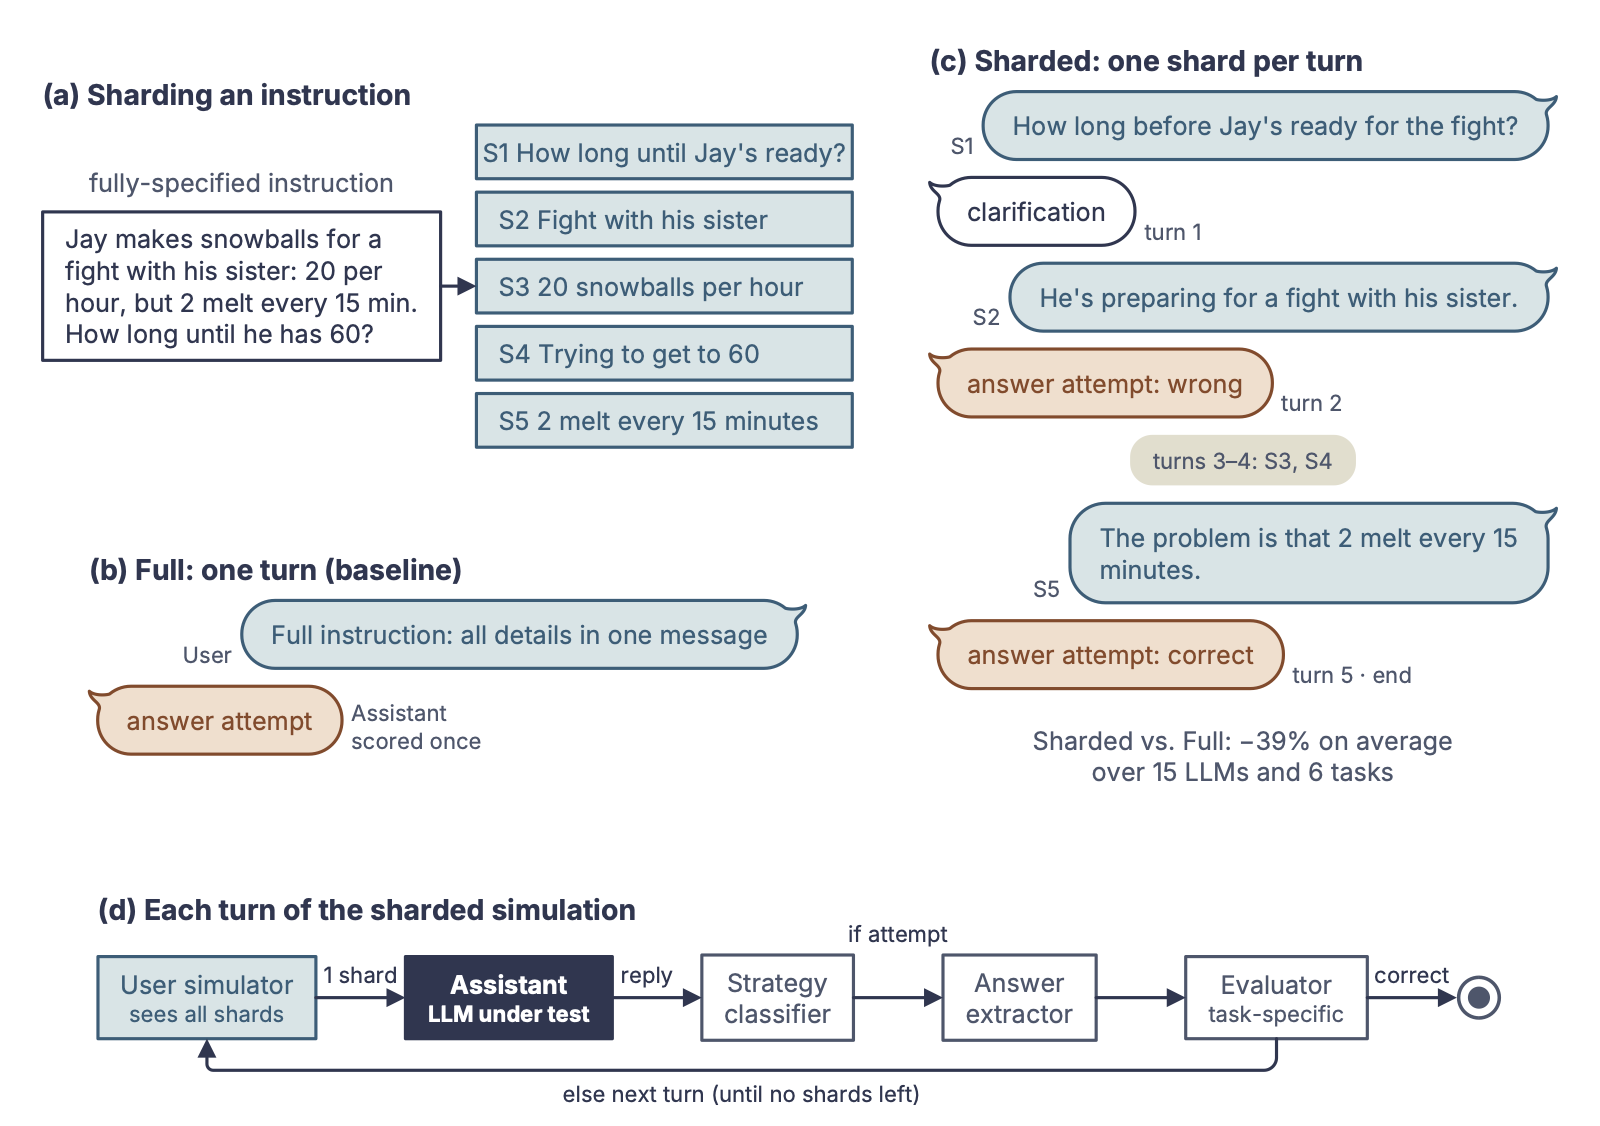 (a) Sharding an instruction
fully-specified instruction
Jay makes snowballs for a
fight with his sister: 20 per
hour, but 2 melt every 15 min.
How long until he has 60?
S1 How long until Jay's ready?
S2 Fight with his sister
S3 20 snowballs per hour
S4 Trying to get to 60
S5 2 melt every 15 minutes
(b) Full: one turn (baseline)
Full instruction: all details in one message
User
answer attempt
Assistant
scored once
(c) Sharded: one shard per turn
How long before Jay's ready for the fight?
S1
clarification
turn 1
He's preparing for a fight with his sister.
S2
answer attempt: wrong
turn 2
turns 3–4: S3, S4
The problem is that 2 melt every 15
minutes.
S5
answer attempt: correct
turn 5 · end
Sharded vs. Full: −39% on average
over 15 LLMs and 6 tasks
(d) Each turn of the sharded simulation
User simulator
sees all shards
1 shard
Assistant
LLM under test
reply
Strategy
classifier
if attempt
Answer
extractor
Evaluator
task-specific
correct
else next turn (until no shards left)